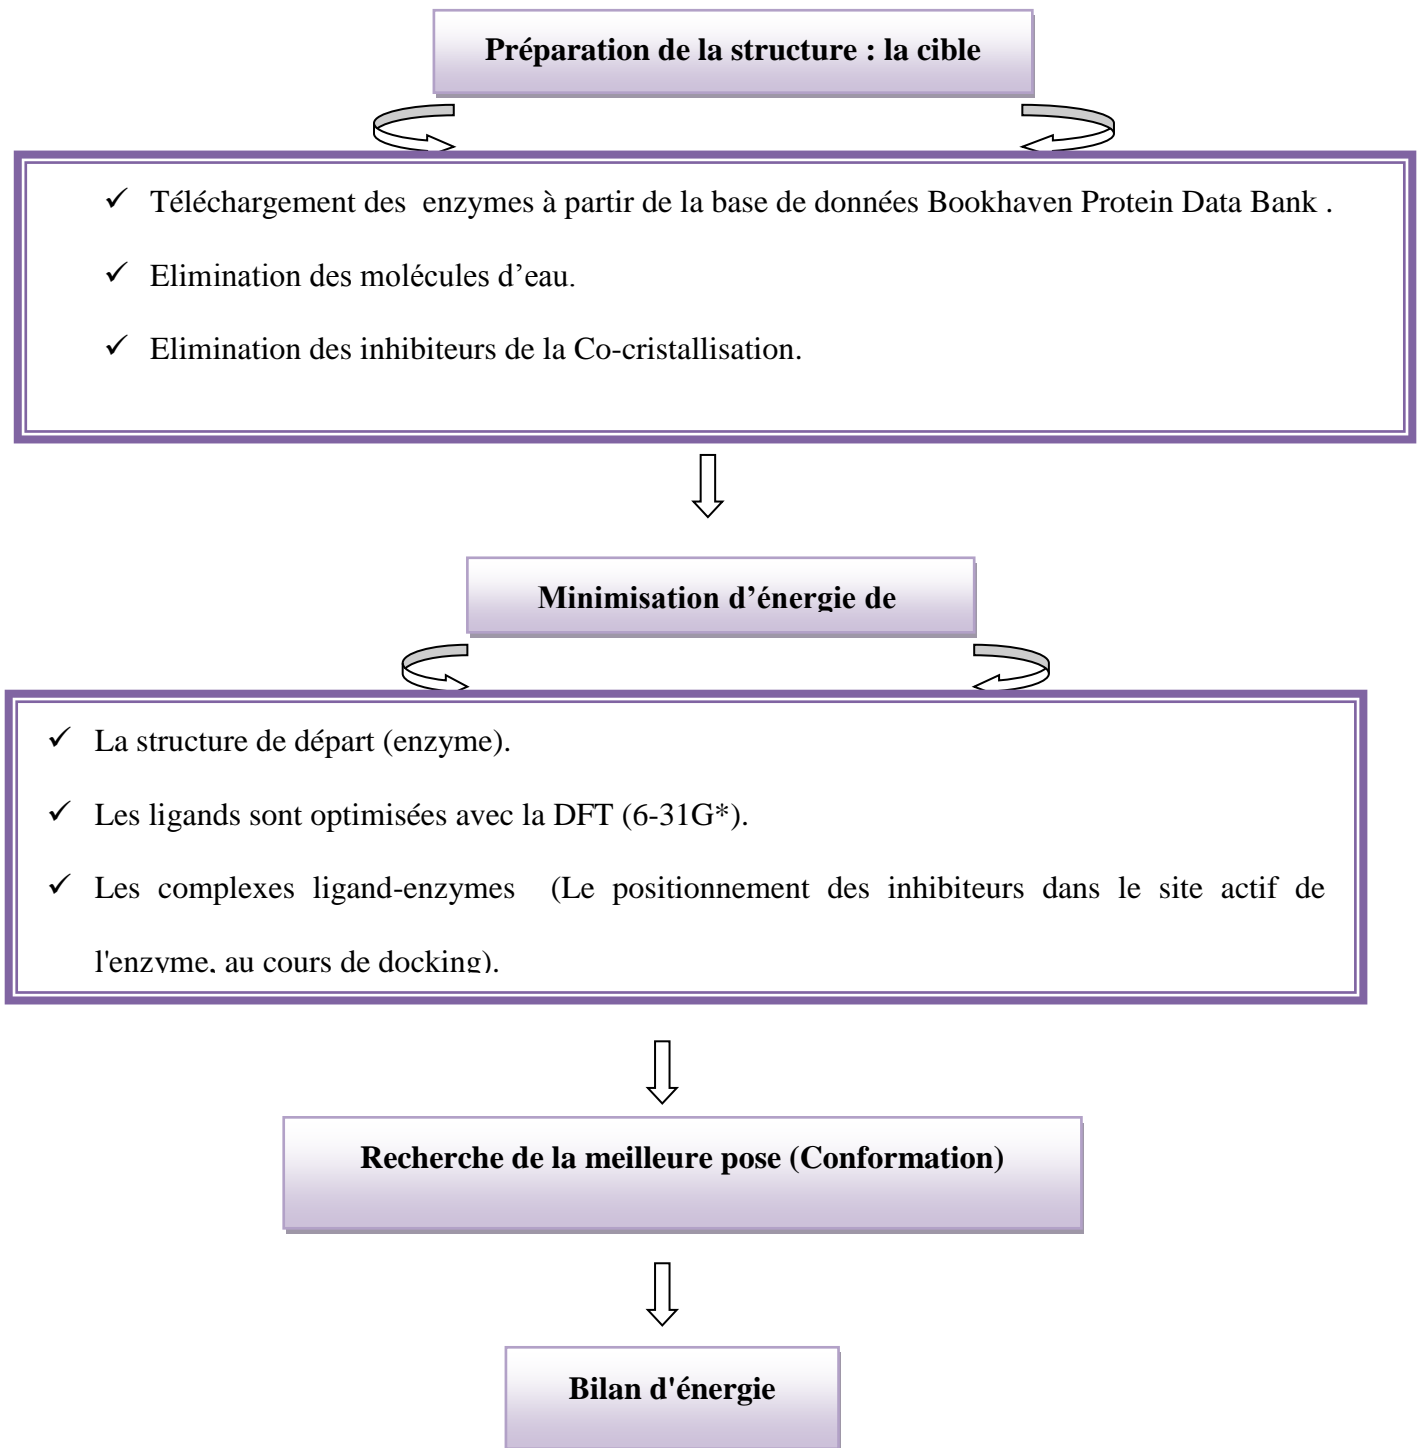 Préparation de la structure : la cible
✓ Téléchargement des enzymes à partir de la base de données Bookhaven Protein Data Bank .
✓ Elimination des molécules d’eau.
✓ Elimination des inhibiteurs de la Co-cristallisation.
Minimisation d’énergie de
✓ La structure de départ (enzyme).
✓ Les ligands sont optimisées avec la DFT (6-31G*).
✓ Les complexes ligand-enzymes (Le positionnement des inhibiteurs dans le site actif de
l'enzyme, au cours de docking).
Recherche de la meilleure pose (Conformation)
Bilan d'énergie